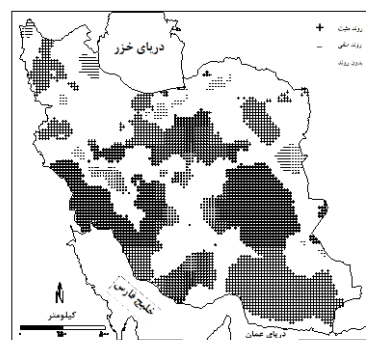 دریای خزر
+ روند مثبت
- روند منفی
بدون روند
N
کیلومتر
خلیج فارس
دریای عمان